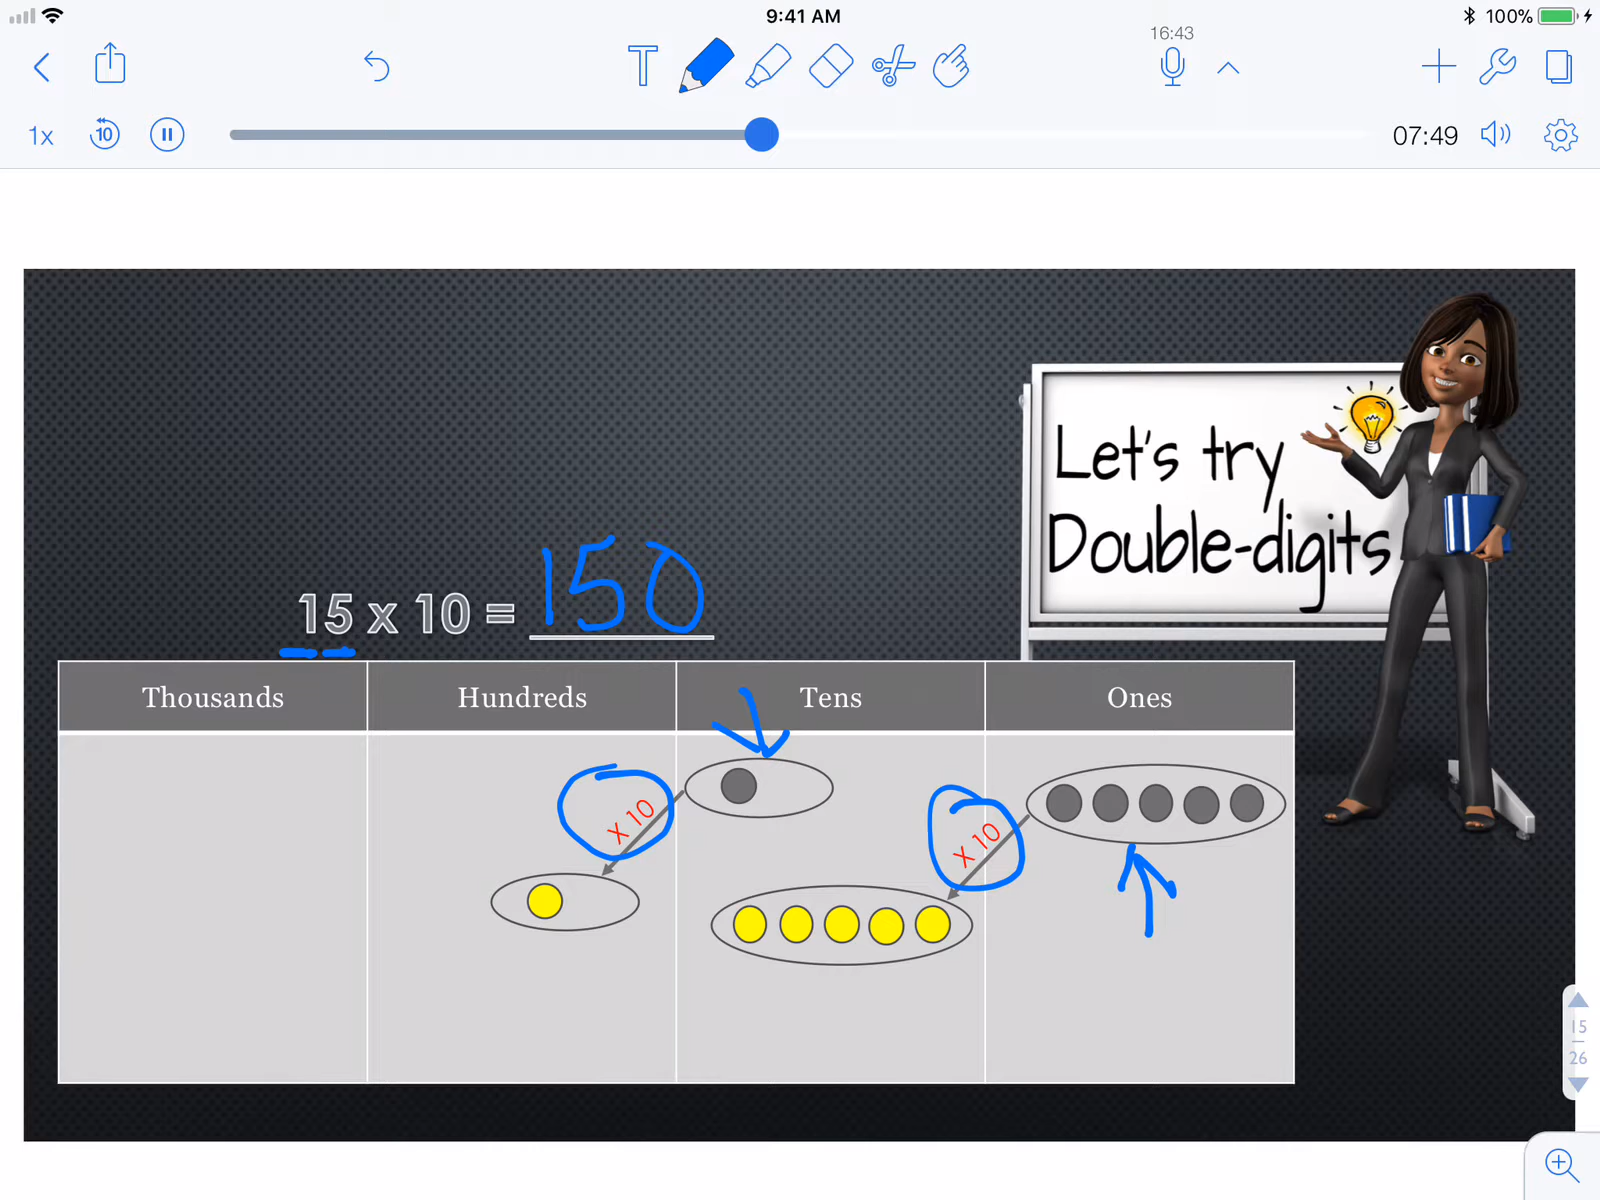 9:41 AM
100%
T
16:43
1x
10
07:49
Let's try
Double-digits
15 x 10 = 150
Thousands Hundreds Tens Ones
X 10
X 10
15
26